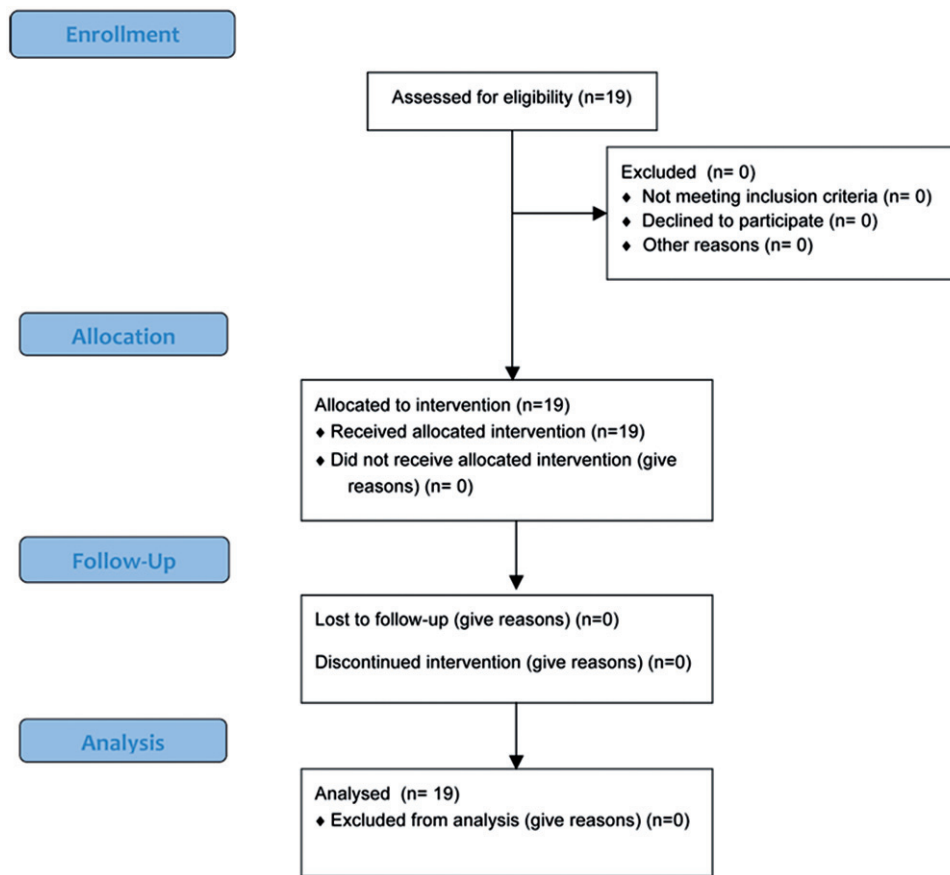 Enrollment
Assessed for eligibility (n=19)
Excluded (n= 0)
♦ Not meeting inclusion criteria (n= 0)
♦ Declined to participate (n= 0)
♦ Other reasons (n= 0)
Allocation
Allocated to intervention (n=19)
♦ Received allocated intervention (n=19)
♦ Did not receive allocated intervention (give
reasons) (n= 0)
Follow-Up
Lost to follow-up (give reasons) (n=0)
Discontinued intervention (give reasons) (n=0)
Analysis
Analysed (n= 19)
♦ Excluded from analysis (give reasons) (n=0)